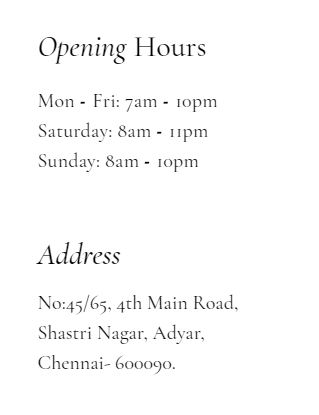 Opening Hours
Mon - Fri: 7am - 10pm
Saturday: 8am - 11pm
Sunday: 8am - 10pm
Address
No:45/65, 4th Main Road,
Shastri Nagar, Adyar,
Chennai- 600090.